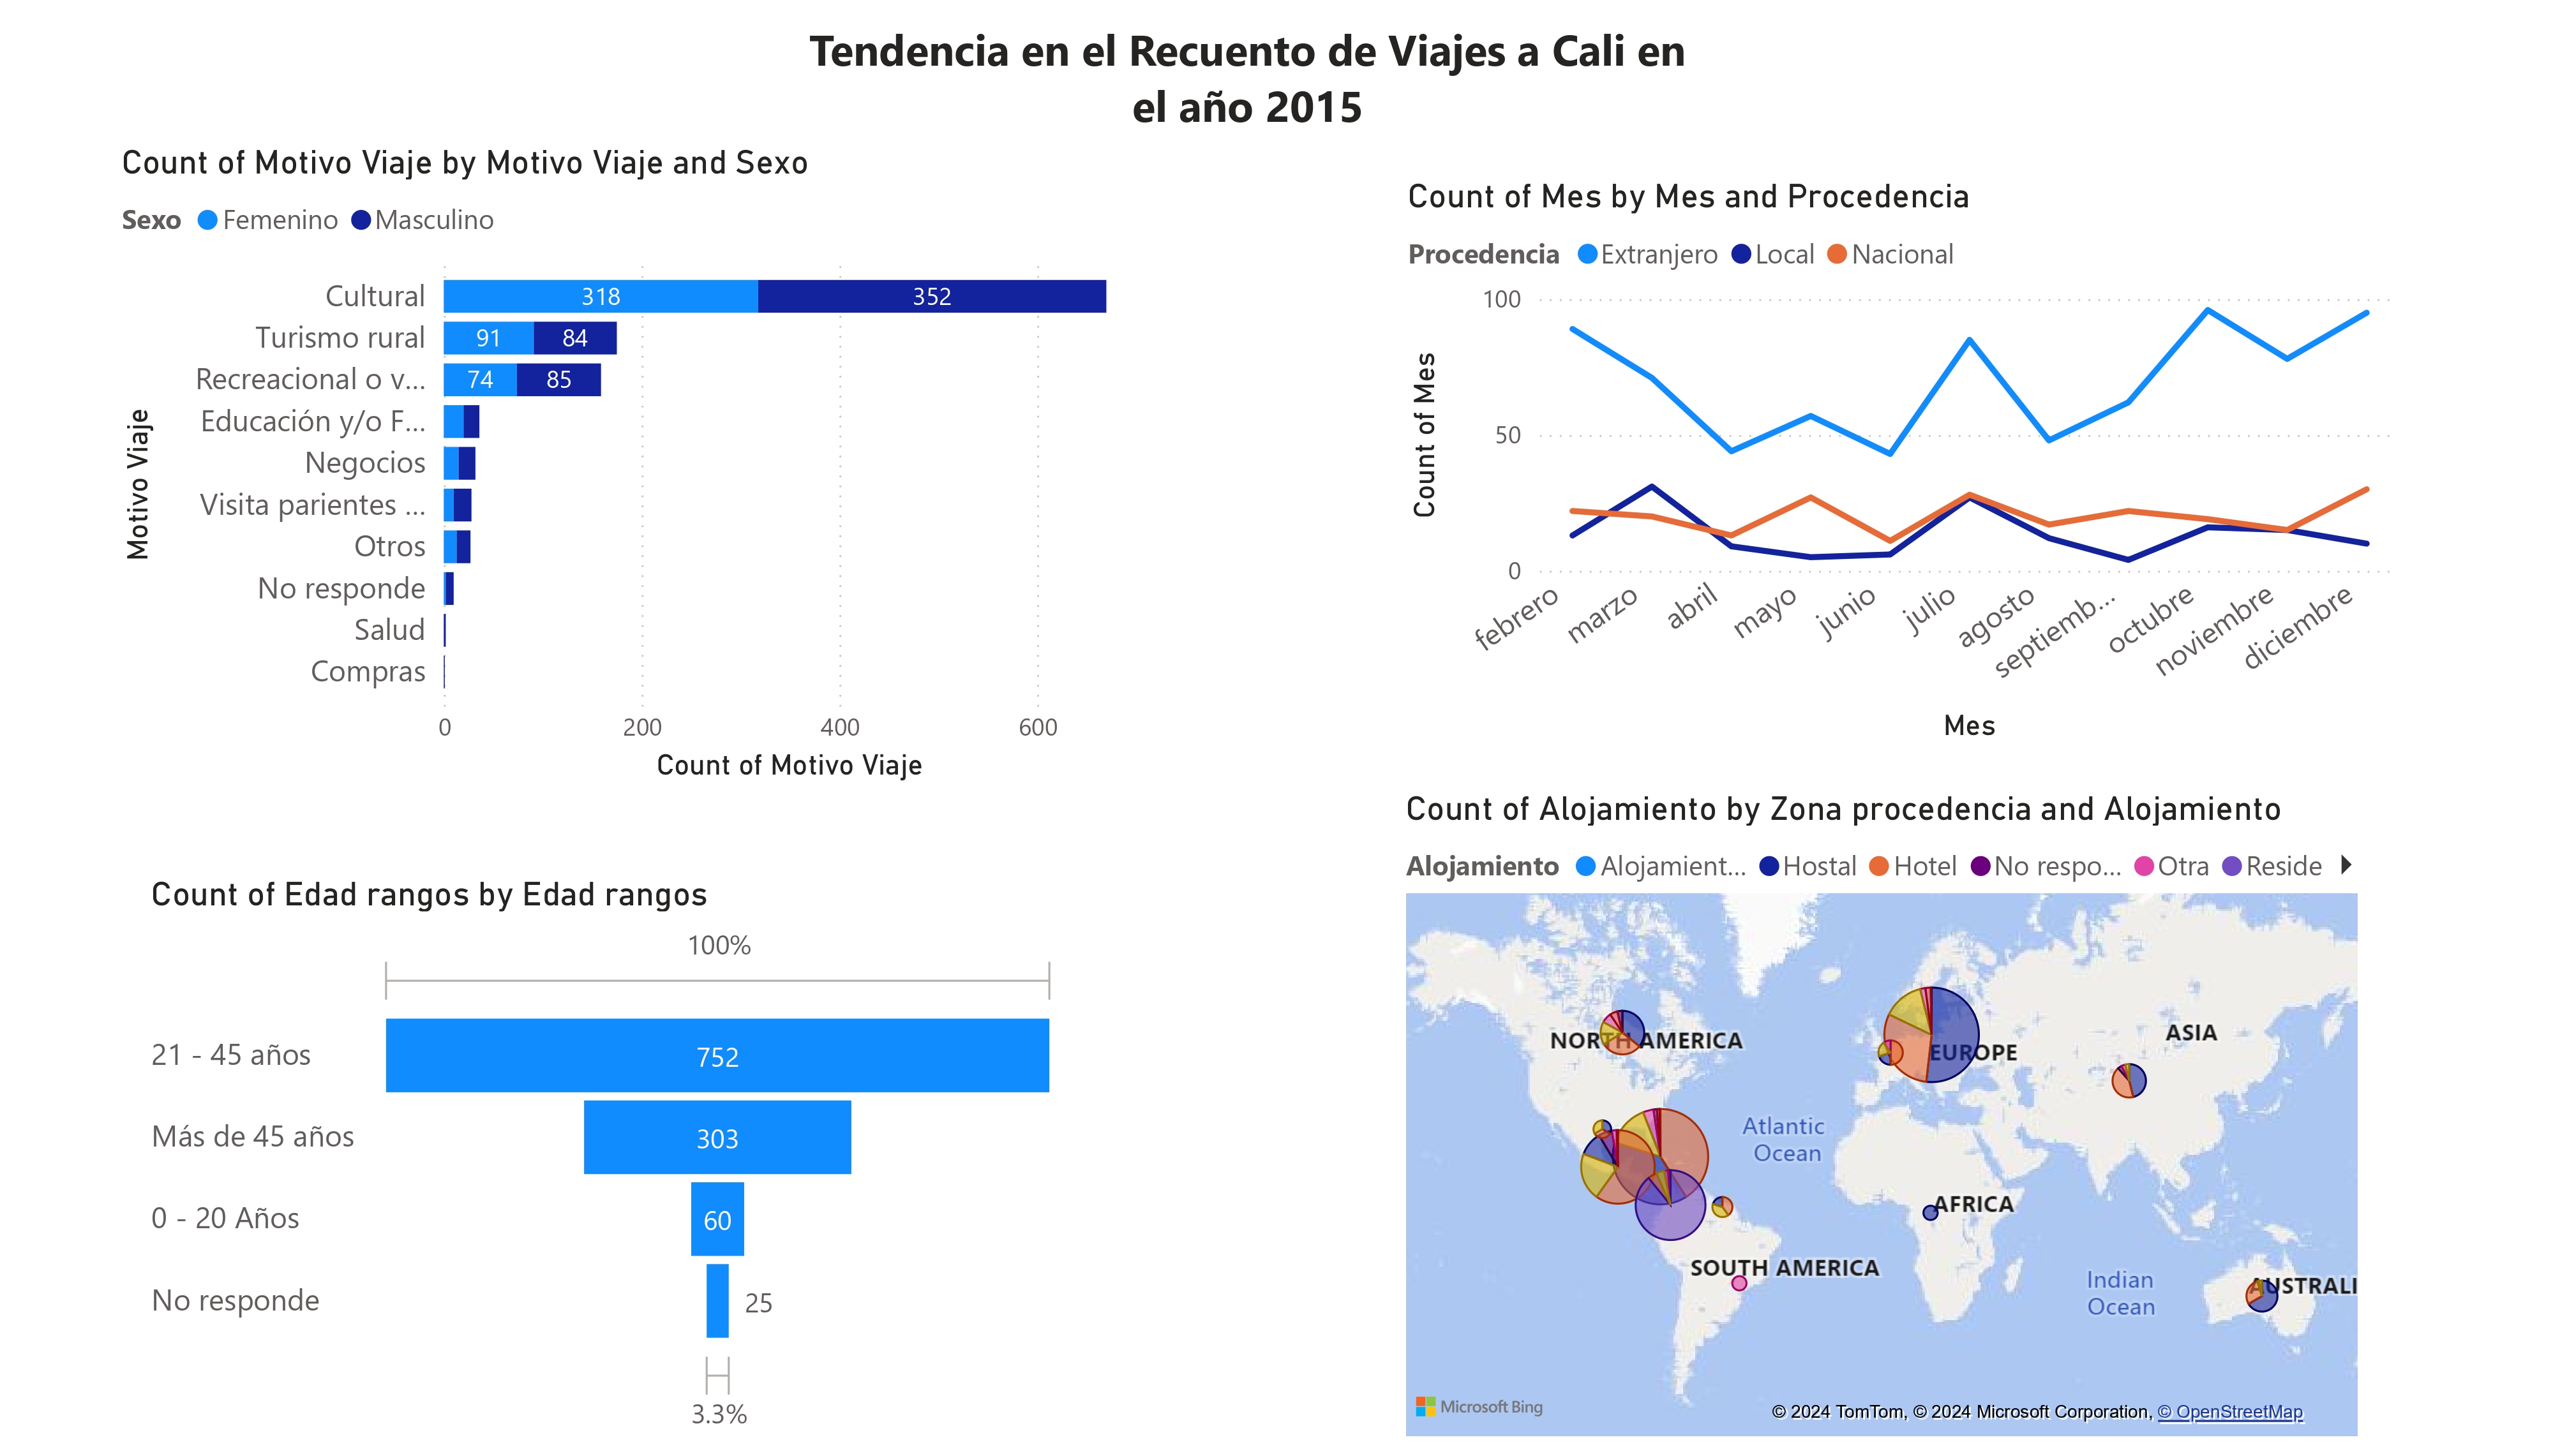 Tendencia en el Recuento de Viajes a Cali en
el año 2015
Count of Motivo Viaje by Motivo Viaje and Sexo
Sexo Femenino Masculino
Motivo Viaje
Cultural 318 352
Turismo rural 91 84
Recreacional o v... 74 85
Educación y/o F...
Negocios
Visita parientes ...
Otros
No responde
Salud
Compras
0 200 400 600
Count of Motivo Viaje
Count of Mes by Mes and Procedencia
Procedencia Extranjero Local Nacional
Count of Mes
100
50
0
febrero marzo abril mayo junio julio agosto septiemb... octubre noviembre diciembre
Mes
Count of Edad rangos by Edad rangos
100%
21 - 45 años 752
Más de 45 años 303
0 - 20 Años 60
No responde 25
3.3%
Count of Alojamiento by Zona procedencia and Alojamiento
Alojamiento Alojamient... Hostal Hotel No respo... Otra Reside
NORTH AMERICA
EUROPE
ASIA
Atlantic
Ocean
AFRICA
SOUTH AMERICA
Indian
Ocean
AUSTRALI
Microsoft Bing
© 2024 TomTom, © 2024 Microsoft Corporation, © OpenStreetMap